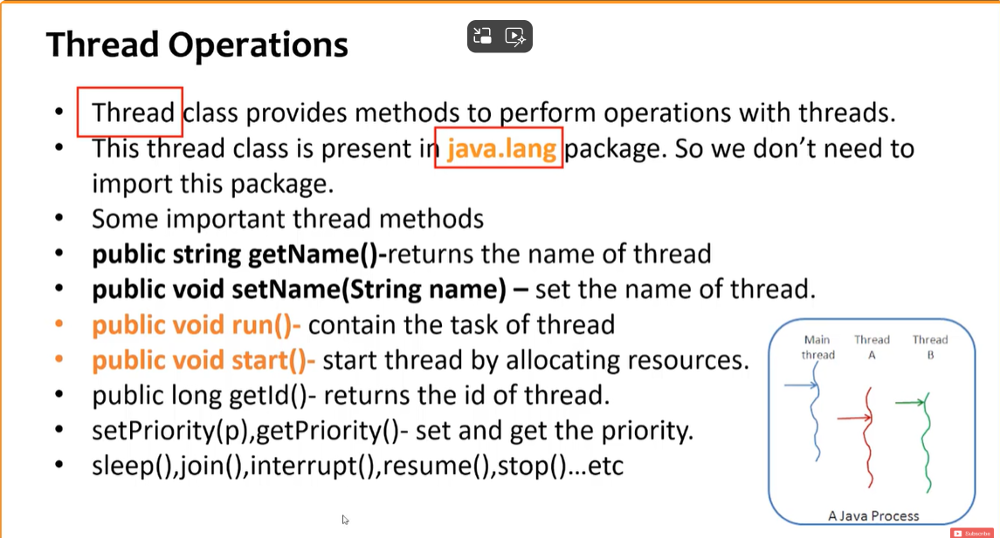 Thread Operations
• Thread class provides methods to perform operations with threads.
• This thread class is present in java.lang package. So we don’t need to
import this package.
• Some important thread methods
• public string getName()-returns the name of thread
• public void setName(String name) – set the name of thread.
• public void run()- contain the task of thread
• public void start()- start thread by allocating resources.
• public long getId()- returns the id of thread.
• setPriority(p),getPriority()- set and get the priority.
• sleep(),join(),interrupt(),resume(),stop()...etc
Main thread
Thread A
Thread B
A Java Process
Subscribe